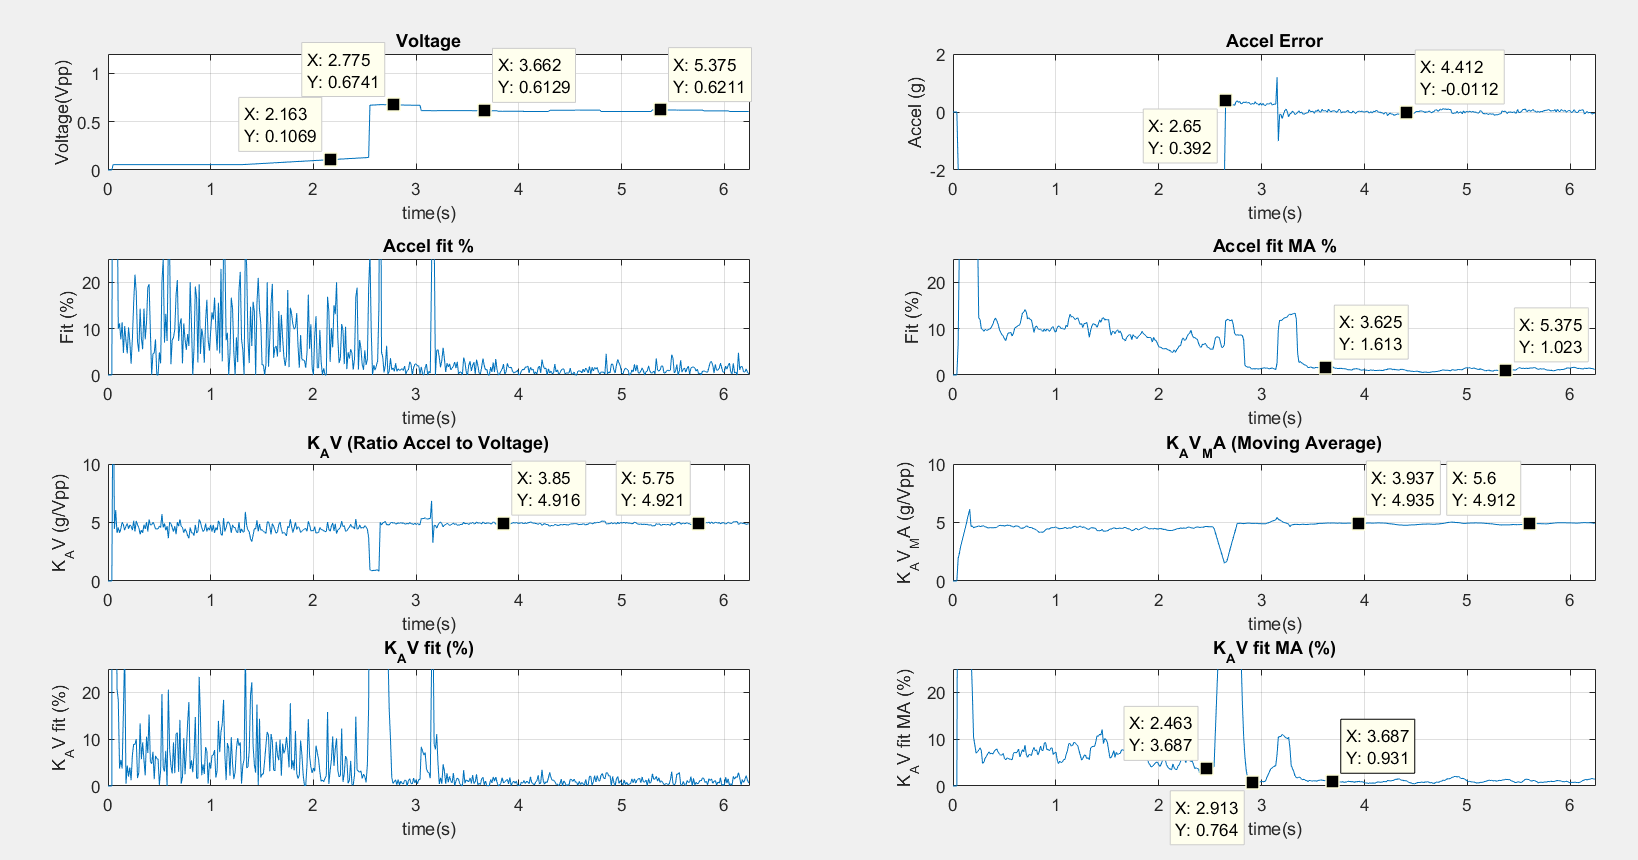 Voltage
X: 2.775
Y: 0.6741
X: 3.662
Y: 0.6129
X: 5.375
Y: 0.6211
X: 2.163
Y: 0.1069
Voltage(Vpp)
1
0.5
0
0 1 2 3 4 5 6
time(s)
Accel Error
X: 4.412
Y: -0.0112
X: 2.65
Y: 0.392
Accel (g)
2
0
-2
0 1 2 3 4 5 6
time(s)
Accel fit %
Fit (%)
20
10
0
0 1 2 3 4 5 6
time(s)
Accel fit MA %
X: 3.625
Y: 1.613
X: 5.375
Y: 1.023
Fit (%)
20
10
0
0 1 2 3 4 5 6
time(s)
K_AV (Ratio Accel to Voltage)
X: 3.85
Y: 4.916
X: 5.75
Y: 4.921
K_AV (g/Vpp)
10
5
0
0 1 2 3 4 5 6
time(s)
K_AV_MA (Moving Average)
X: 3.937
Y: 4.935
X: 5.6
Y: 4.912
K_AV_MA (g/Vpp)
10
5
0
0 1 2 3 4 5 6
time(s)
K_AV fit (%)
K_AV fit (%)
20
10
0
0 1 2 3 4 5 6
time(s)
K_AV fit MA (%)
X: 2.463
Y: 3.687
X: 3.687
Y: 0.931
X: 2.913
Y: 0.764
K_AV fit MA (%)
20
10
0
0 1 2 3 4 5 6
time(s)